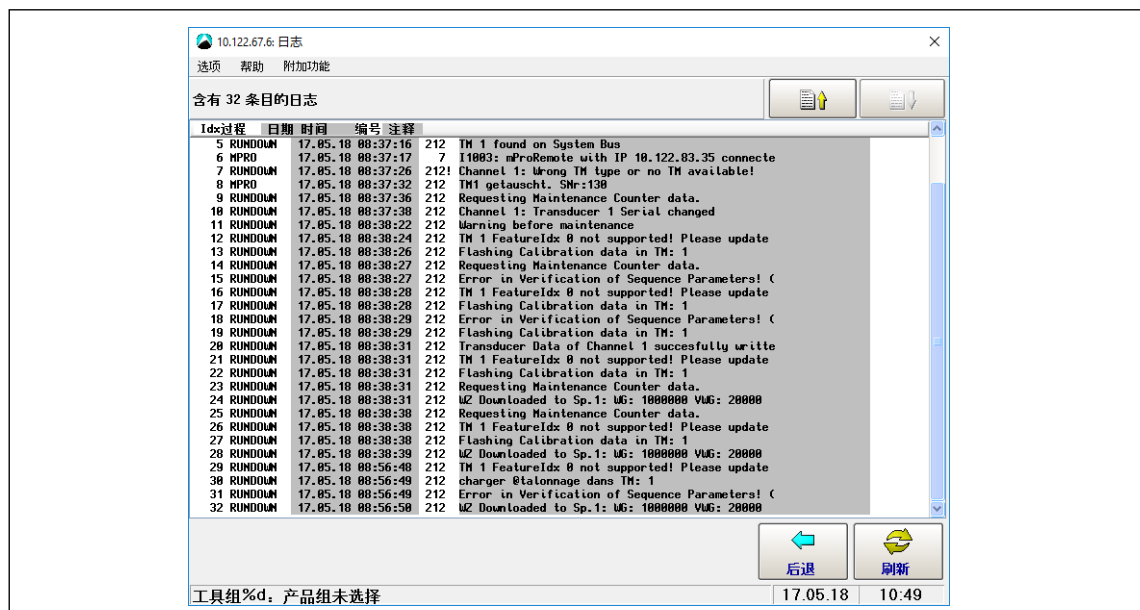 10.122.67.6: 日志
选项 帮助 附加功能
含有 32 条目的日志
Idx过程 日期 时间 编号 注释
5 RUNDOWN 17.05.18 08:37:16 212 TM 1 found on System Bus
6 MPRO 17.05.18 08:37:17 7 I1003: mProRemote with IP 10.122.83.35 connecte
7 RUNDOWN 17.05.18 08:37:26 212! Channel 1: Wrong TM type or no TM available!
8 MPRO 17.05.18 08:37:32 212 TM1 getauscht. SNr:130
9 RUNDOWN 17.05.18 08:37:36 212 Requesting Maintenance Counter data.
10 RUNDOWN 17.05.18 08:37:38 212 Channel 1: Transducer 1 Serial changed
11 RUNDOWN 17.05.18 08:38:22 212 Warning before maintenance
12 RUNDOWN 17.05.18 08:38:24 212 TM 1 FeatureIdx 0 not supported! Please update
13 RUNDOWN 17.05.18 08:38:26 212 Flashing Calibration data in TM: 1
14 RUNDOWN 17.05.18 08:38:27 212 Requesting Maintenance Counter data.
15 RUNDOWN 17.05.18 08:38:27 212 Error in Verification of Sequence Parameters! (
16 RUNDOWN 17.05.18 08:38:28 212 TM 1 FeatureIdx 0 not supported! Please update
17 RUNDOWN 17.05.18 08:38:28 212 Flashing Calibration data in TM: 1
18 RUNDOWN 17.05.18 08:38:29 212 Error in Verification of Sequence Parameters! (
19 RUNDOWN 17.05.18 08:38:29 212 Flashing Calibration data in TM: 1
20 RUNDOWN 17.05.18 08:38:31 212 Transducer Data of Channel 1 succesfully writte
21 RUNDOWN 17.05.18 08:38:31 212 TM 1 FeatureIdx 0 not supported! Please update
22 RUNDOWN 17.05.18 08:38:31 212 Flashing Calibration data in TM: 1
23 RUNDOWN 17.05.18 08:38:31 212 Requesting Maintenance Counter data.
24 RUNDOWN 17.05.18 08:38:31 212 WZ Downloaded to Sp.1: WG: 1000000 VWG: 20000
25 RUNDOWN 17.05.18 08:38:38 212 Requesting Maintenance Counter data.
26 RUNDOWN 17.05.18 08:38:38 212 TM 1 FeatureIdx 0 not supported! Please update
27 RUNDOWN 17.05.18 08:38:38 212 Flashing Calibration data in TM: 1
28 RUNDOWN 17.05.18 08:38:39 212 WZ Downloaded to Sp.1: WG: 1000000 VWG: 20000
29 RUNDOWN 17.05.18 08:56:48 212 TM 1 FeatureIdx 0 not supported! Please update
30 RUNDOWN 17.05.18 08:56:49 212 charger @talonnage dans TM: 1
31 RUNDOWN 17.05.18 08:56:49 212 Error in Verification of Sequence Parameters! (
32 RUNDOWN 17.05.18 08:56:50 212 WZ Downloaded to Sp.1: WG: 1000000 VWG: 20000
后退 刷新
工具组%d: 产品组未选择 17.05.18 10:49